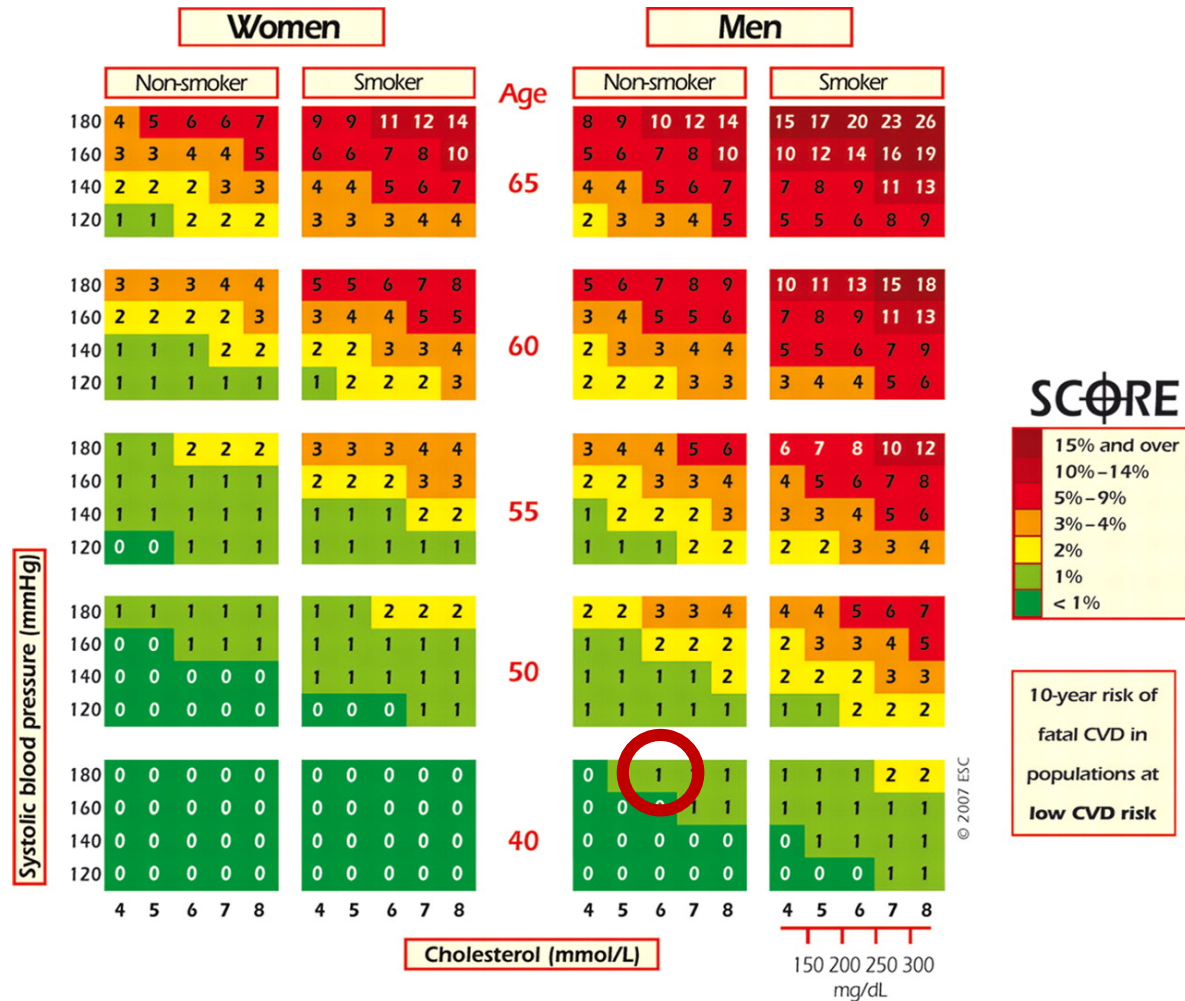 Women Men
Non-smoker Smoker Age Non-smoker Smoker
180 4 5 6 6 7 9 9 11 12 14 8 9 10 12 14 15 17 20 23 26
160 3 3 4 4 5 6 6 7 8 10 5 6 7 8 10 10 12 14 16 19
65
140 2 2 2 3 3 4 4 5 6 7 4 4 5 6 7 7 8 9 11 13
120 1 1 2 2 2 3 3 3 4 4 2 3 3 4 5 5 5 6 8 9
180 3 3 3 4 4 5 5 6 7 8 5 6 7 8 9 10 11 13 15 18
160 2 2 2 2 3 3 4 4 5 5 3 4 5 5 6 7 8 9 11 13
60
140 1 1 1 2 2 2 2 3 3 4 2 3 3 4 4 5 5 6 7 9
120 1 1 1 1 1 1 2 2 2 3 2 2 2 3 3 3 4 4 5 6
180 1 1 2 2 2 3 3 3 4 4 3 4 4 5 6 6 7 8 10 12
160 1 1 1 1 1 2 2 2 3 3 2 2 3 3 4 4 5 6 7 8
55
140 1 1 1 1 1 1 1 1 2 2 1 2 2 2 3 3 3 4 5 6
120 0 0 1 1 1 1 1 1 1 1 1 1 1 2 2 2 2 3 3 4
180 1 1 1 1 1 1 1 2 2 2 2 2 3 3 4 4 4 5 6 7
160 0 0 1 1 1 1 1 1 1 1 1 1 2 2 2 2 3 3 4 5
50
140 0 0 0 0 0 1 1 1 1 1 1 1 1 1 2 2 2 2 3 3
120 0 0 0 0 0 0 0 0 1 1 1 1 1 1 1 1 1 2 2 2
180 0 0 0 0 0 0 0 0 0 0 0 1 1 1 1 1 2 2
160 0 0 0 0 0 0 0 0 0 0 0 0 1 1 1 1 1 1 1
40
140 0 0 0 0 0 0 0 0 0 0 0 0 0 0 0 0 1 1 1 1
120 0 0 0 0 0 0 0 0 0 0 0 0 0 0 0 0 0 0 1 1
4 5 6 7 8 4 5 6 7 8 4 5 6 7 8 4 5 6 7 8
Systolic blood pressure (mmHg)
Cholesterol (mmol/L)
150 200 250 300
mg/dL
© 2007 ESC
SCORE
15% and over
10%–14%
5%–9%
3%–4%
2%
1%
< 1%
10-year risk of
fatal CVD in
populations at
low CVD risk